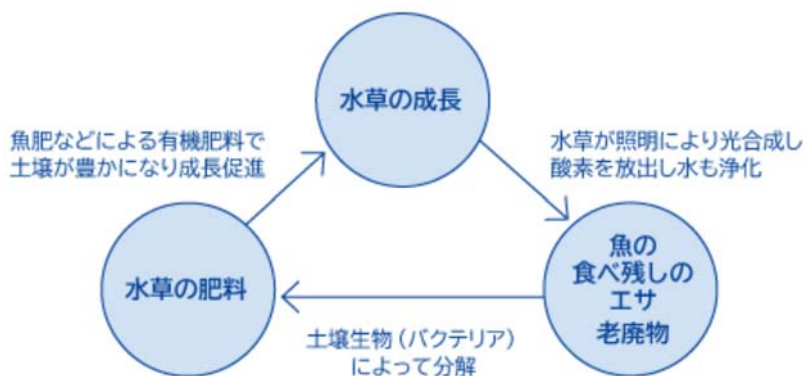 水草の成長
魚肥などによる有機肥料で
土壌が豊かになり成長促進
水草が照明により光合成し
酸素を放出し水も浄化
水草の肥料
魚の
食べ残しの
エサ
老廃物
土壌生物(バクテリア)
によって分解